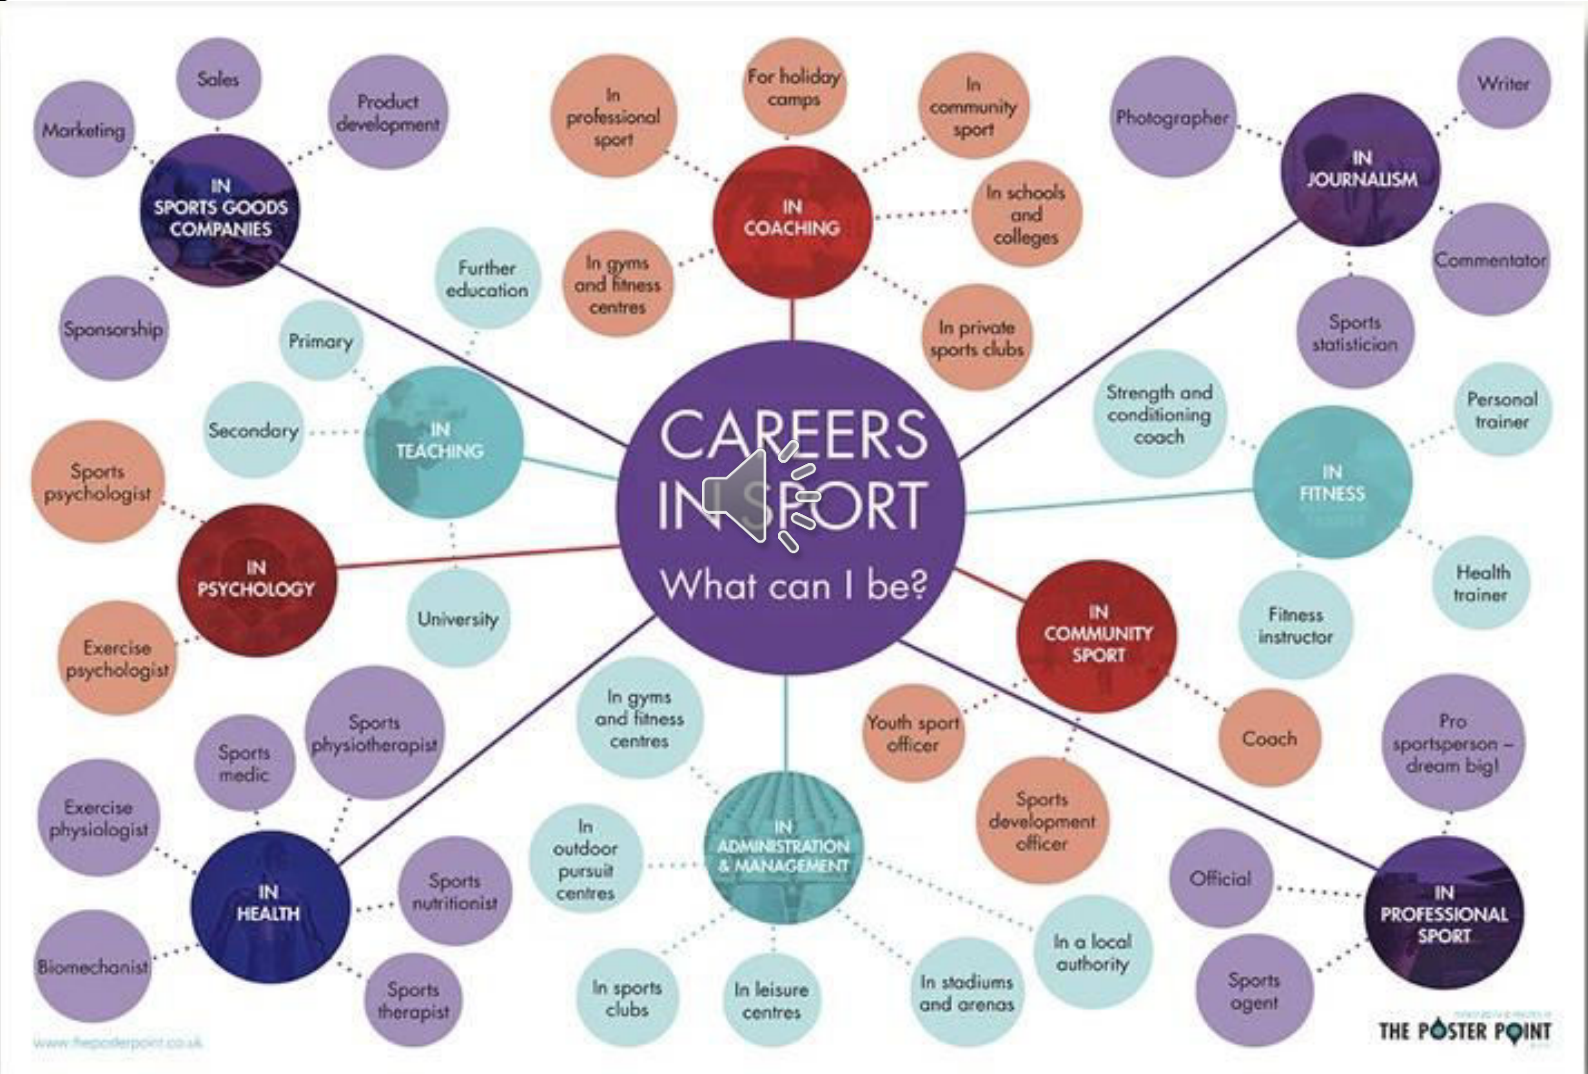 CAREERS
IN SPORT
What can I be?
IN
SPORTS GOODS
COMPANIES
Marketing
Sales
Product
development
Sponsorship
IN
TEACHING
Further
education
Primary
Secondary
University
IN
COACHING
In
professional
sport
For holiday
camps
In
community
sport
In schools
and
colleges
In private
sports clubs
In gyms
and fitness
centres
IN
JOURNALISM
Photographer
Writer
Commentator
Sports
statistician
IN
FITNESS
Strength and
conditioning
coach
Personal
trainer
Health
trainer
Fitness
instructor
IN
PSYCHOLOGY
Sports
psychologist
Exercise
psychologist
IN
COMMUNITY
SPORT
Youth sport
officer
Sports
development
officer
Coach
IN
HEALTH
Sports
medic
Sports
physiotherapist
Exercise
physiologist
Sports
nutritionist
Biomechanist
Sports
therapist
IN
ADMINISTRATION
& MANAGEMENT
In gyms
and fitness
centres
In
outdoor
pursuit
centres
In sports
clubs
In leisure
centres
In stadiums
and arenas
In a local
authority
IN
PROFESSIONAL
SPORT
Pro
sportsperson –
dream big!
Official
Sports
agent
www.theposterpoint.co.uk
THE POSTER POINT